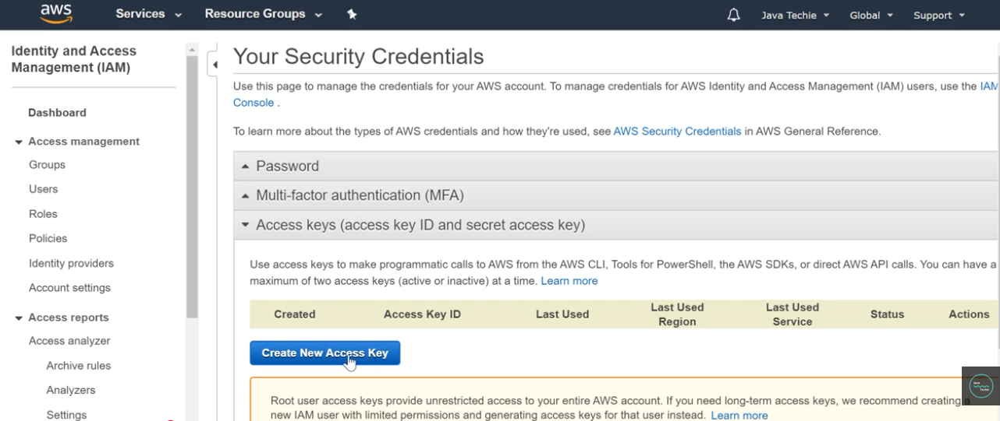 aws Services Resource Groups Java Techie Global Support
Identity and Access
Management (IAM)
Dashboard
Access management
Groups
Users
Roles
Policies
Identity providers
Account settings
Access reports
Access analyzer
Archive rules
Analyzers
Settings
Your Security Credentials
Use this page to manage the credentials for your AWS account. To manage credentials for AWS Identity and Access Management (IAM) users, use the IAM
Console .
To learn more about the types of AWS credentials and how they're used, see AWS Security Credentials in AWS General Reference.
Password
Multi-factor authentication (MFA)
Access keys (access key ID and secret access key)
Use access keys to make programmatic calls to AWS from the AWS CLI, Tools for PowerShell, the AWS SDKs, or direct AWS API calls. You can have a
maximum of two access keys (active or inactive) at a time. Learn more
Created Access Key ID Last Used Last Used Region Last Used Service Status Actions
Create New Access Key
Root user access keys provide unrestricted access to your entire AWS account. If you need long-term access keys, we recommend creating a
new IAM user with limited permissions and generating access keys for that user instead. Learn more